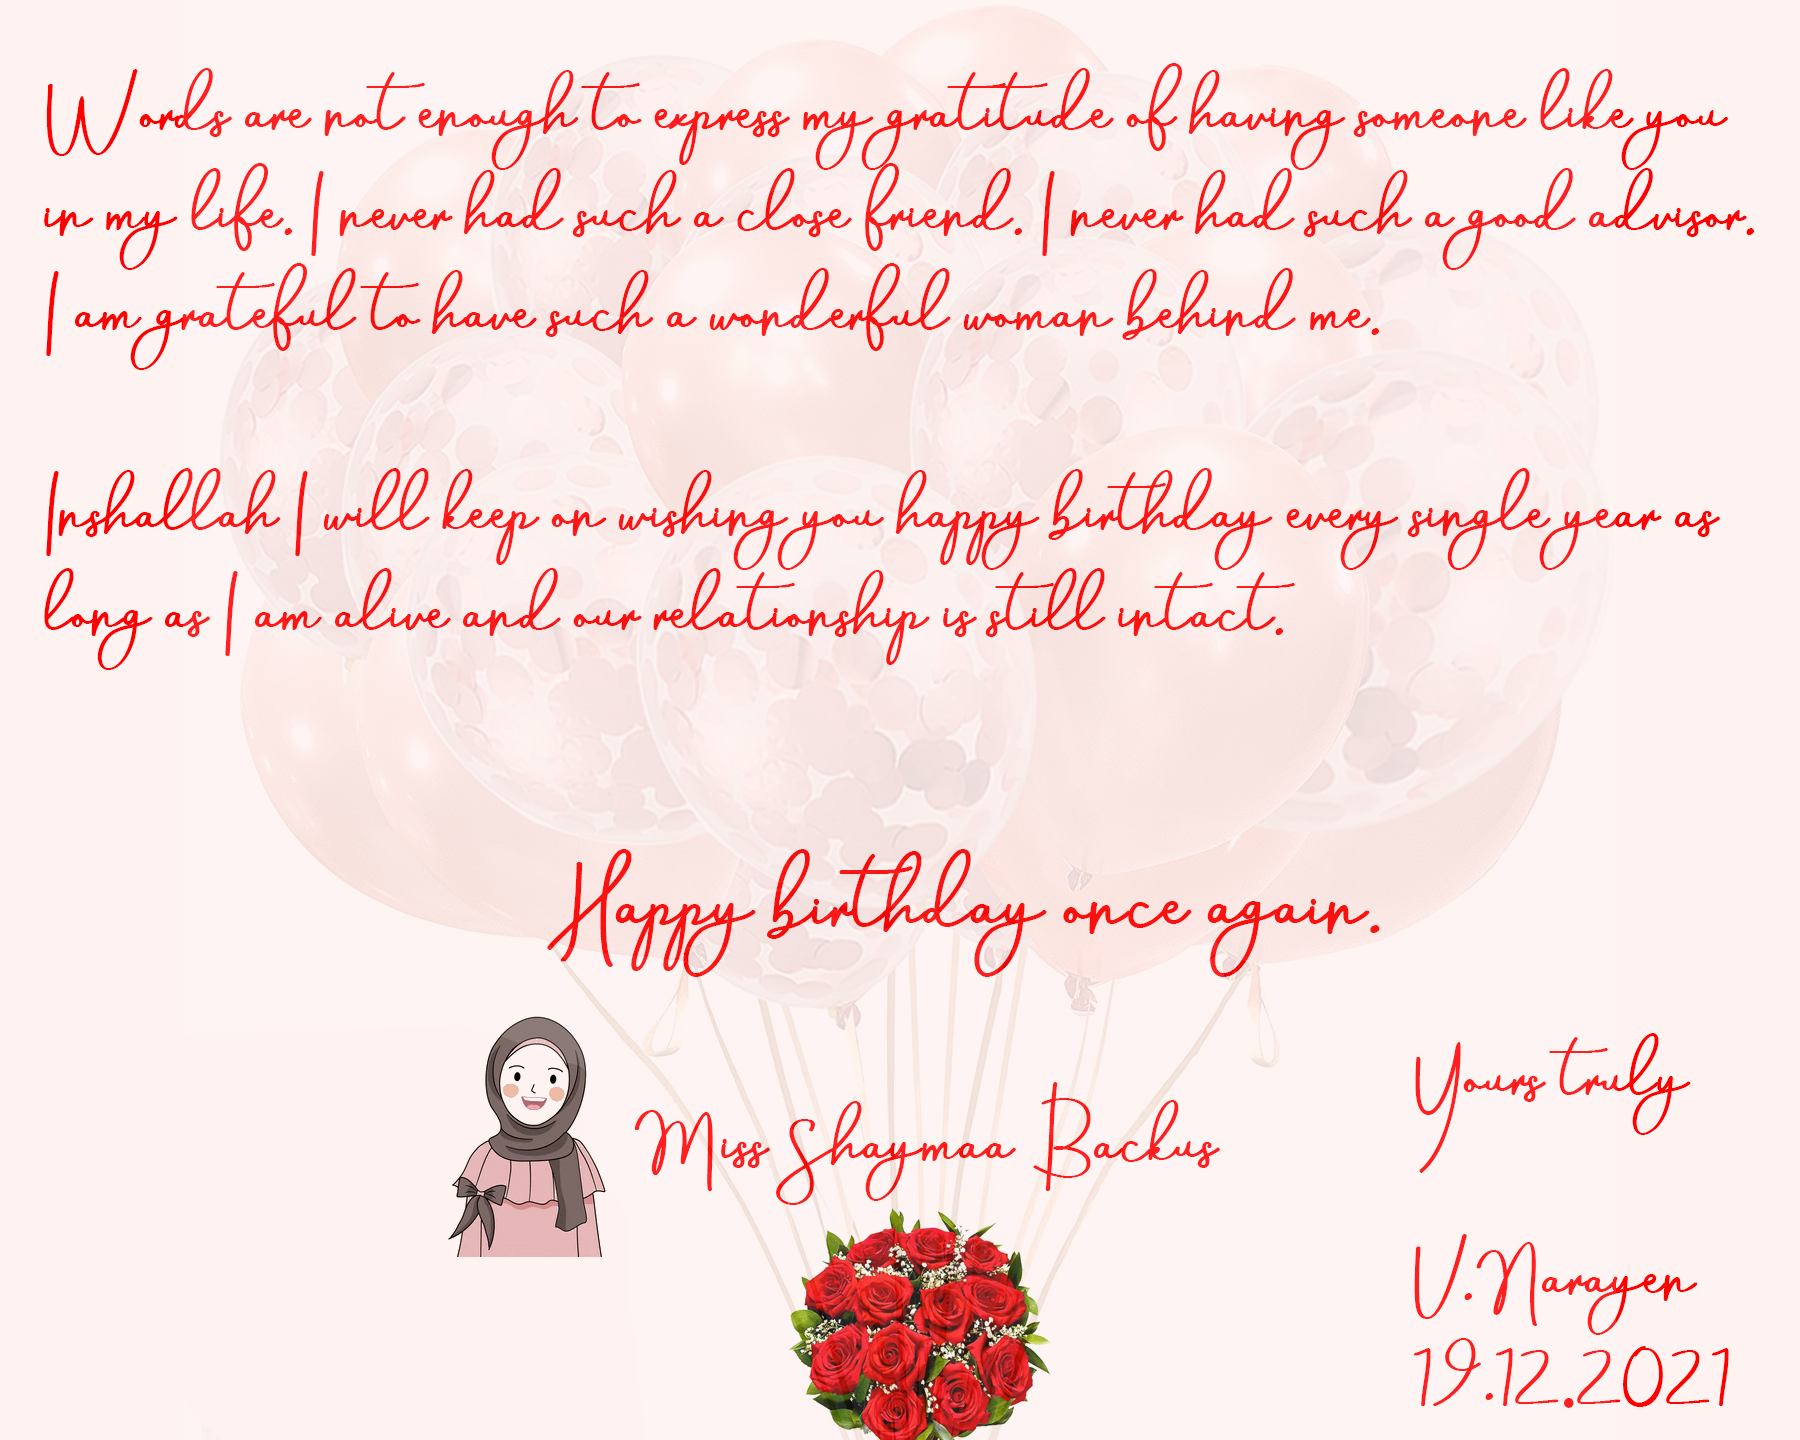 Words are not enough to express my gratitude of having someone like you
in my life. I never had such a close friend. I never had such a good advisor.
I am grateful to have such a wonderful woman behind me.
Inshallah I will keep on wishing you happy birthday every single year as
long as I am alive and our relationship is still intact.
Happy birthday once again.
Miss Shaymaa Backus
Yours truly
V.Narayen
19.12.2021